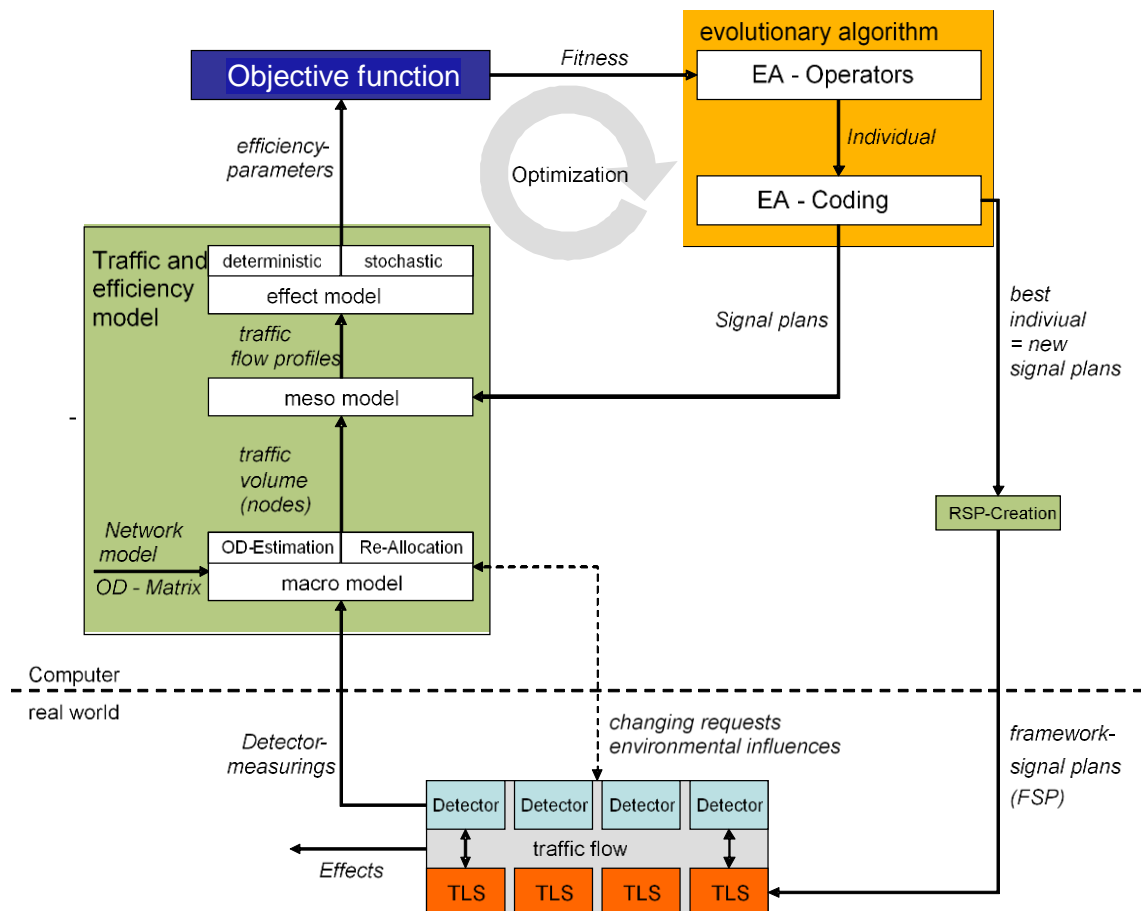 evolutionary algorithm
Objective function
Fitness
EA - Operators
efficiency-
parameters
Individual
Optimization
EA - Coding
Traffic and
efficiency
model
deterministic
stochastic
effect model
best
indiviual
= new
signal plans
Signal plans
traffic
flow profiles
meso model
-
traffic
volume
(nodes)
RSP-Creation
Network
model
OD - Matrix
OD-Estimation
Re-Allocation
macro model
Computer
real world
Detector-
measurings
changing requests
environmental influences
framework-
signal plans
(FSP)
Detector
Detector
Detector
Detector
traffic flow
Effects
TLS
TLS
TLS
TLS